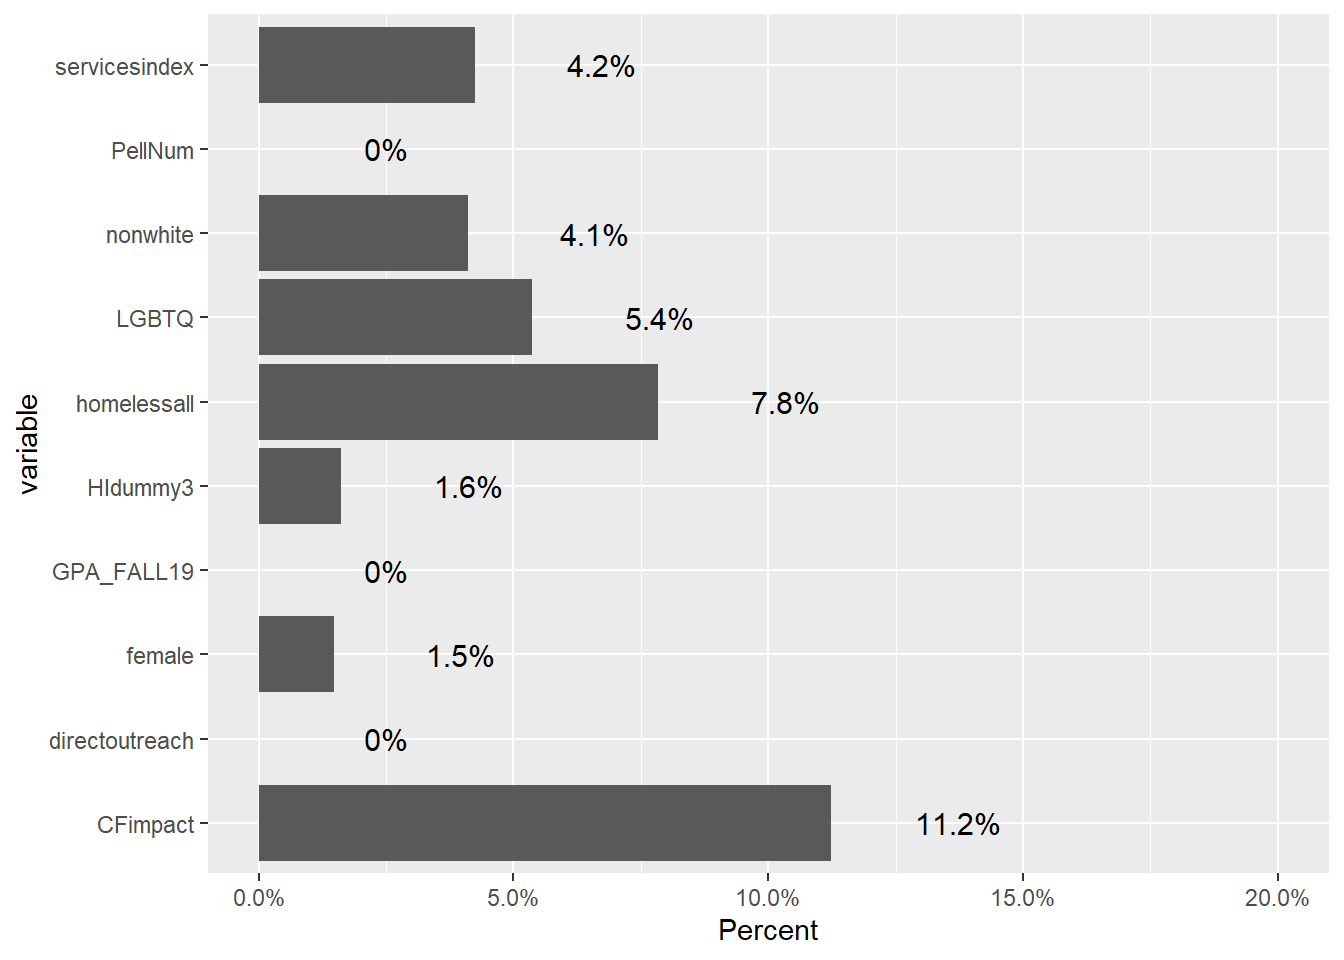 servicesindex 4.2%
PellNum 0%
nonwhite 4.1%
LGBTQ 5.4%
homelessall 7.8%
HIdummy3 1.6%
GPA_FALL19 0%
female 1.5%
directoutreach 0%
CFimpact 11.2%
variable
0.0% 5.0% 10.0% 15.0% 20.0%
Percent